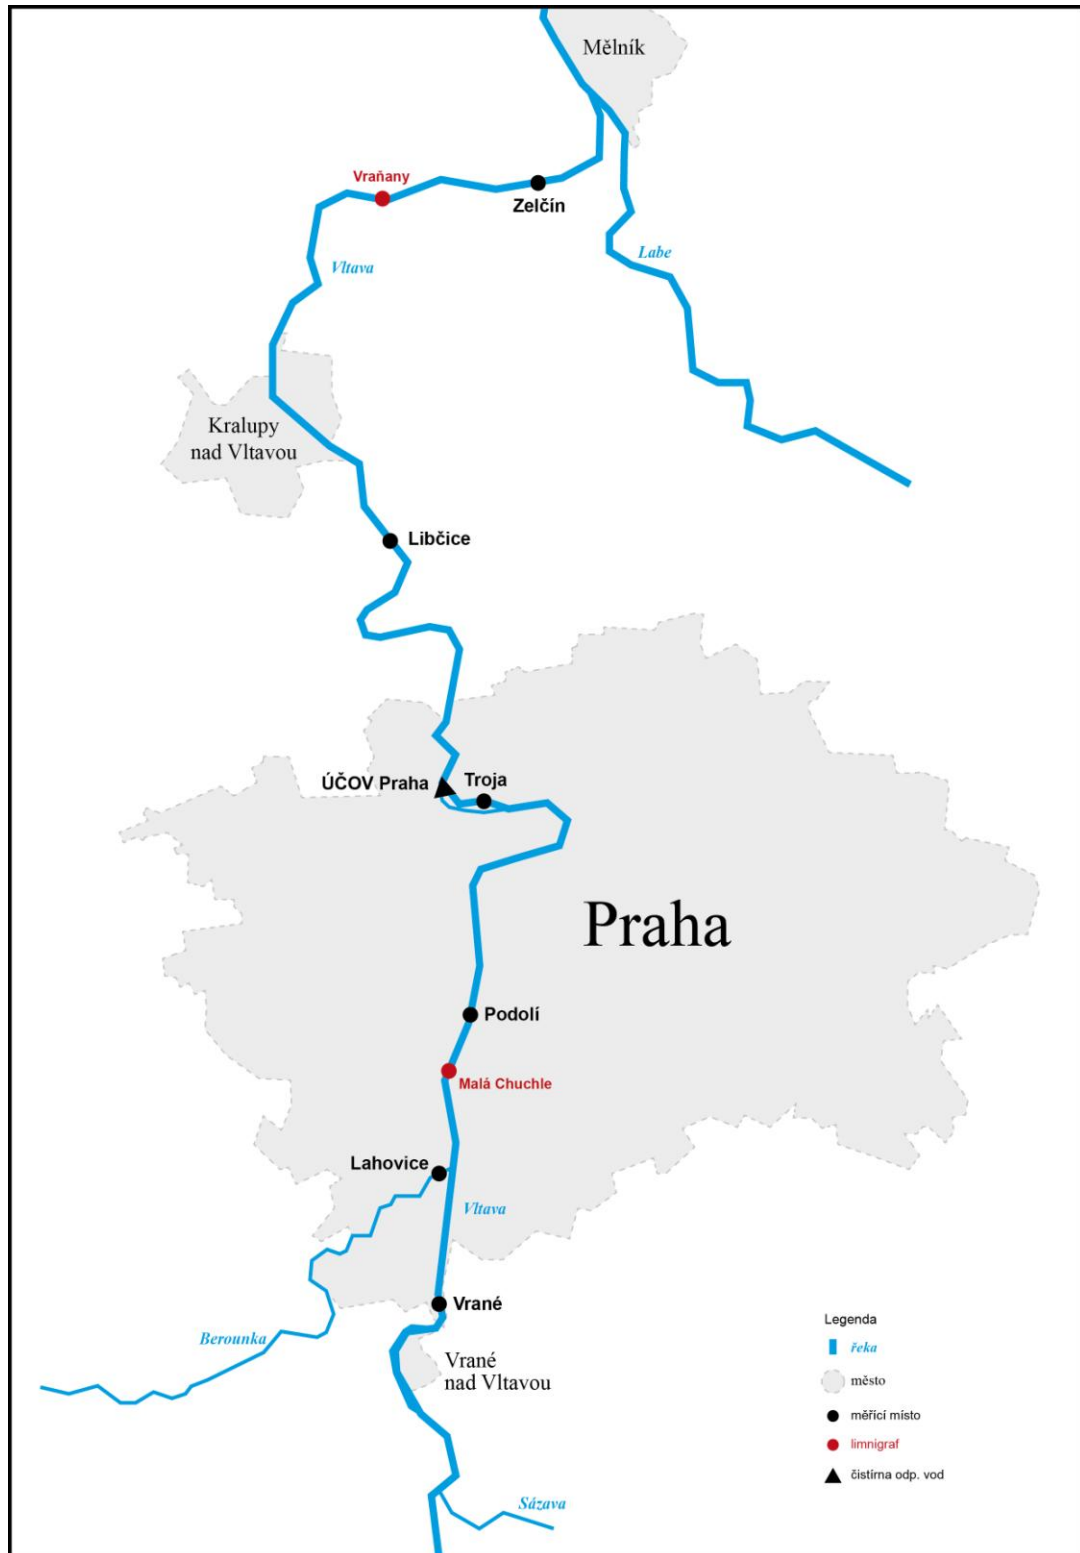 Mělník
Vraňany
Zelčín
Vltava
Labe
Kralupy
nad Vltavou
Libčice
ÚČOV Praha
Troja
Praha
Podolí
Malá Chuchle
Lahovice
Vltava
Vrané
Berounka
Vrané
nad Vltavou
Sázava
Legenda
řeka
město
měřící místo
limnigraf
čistírna odp. vod